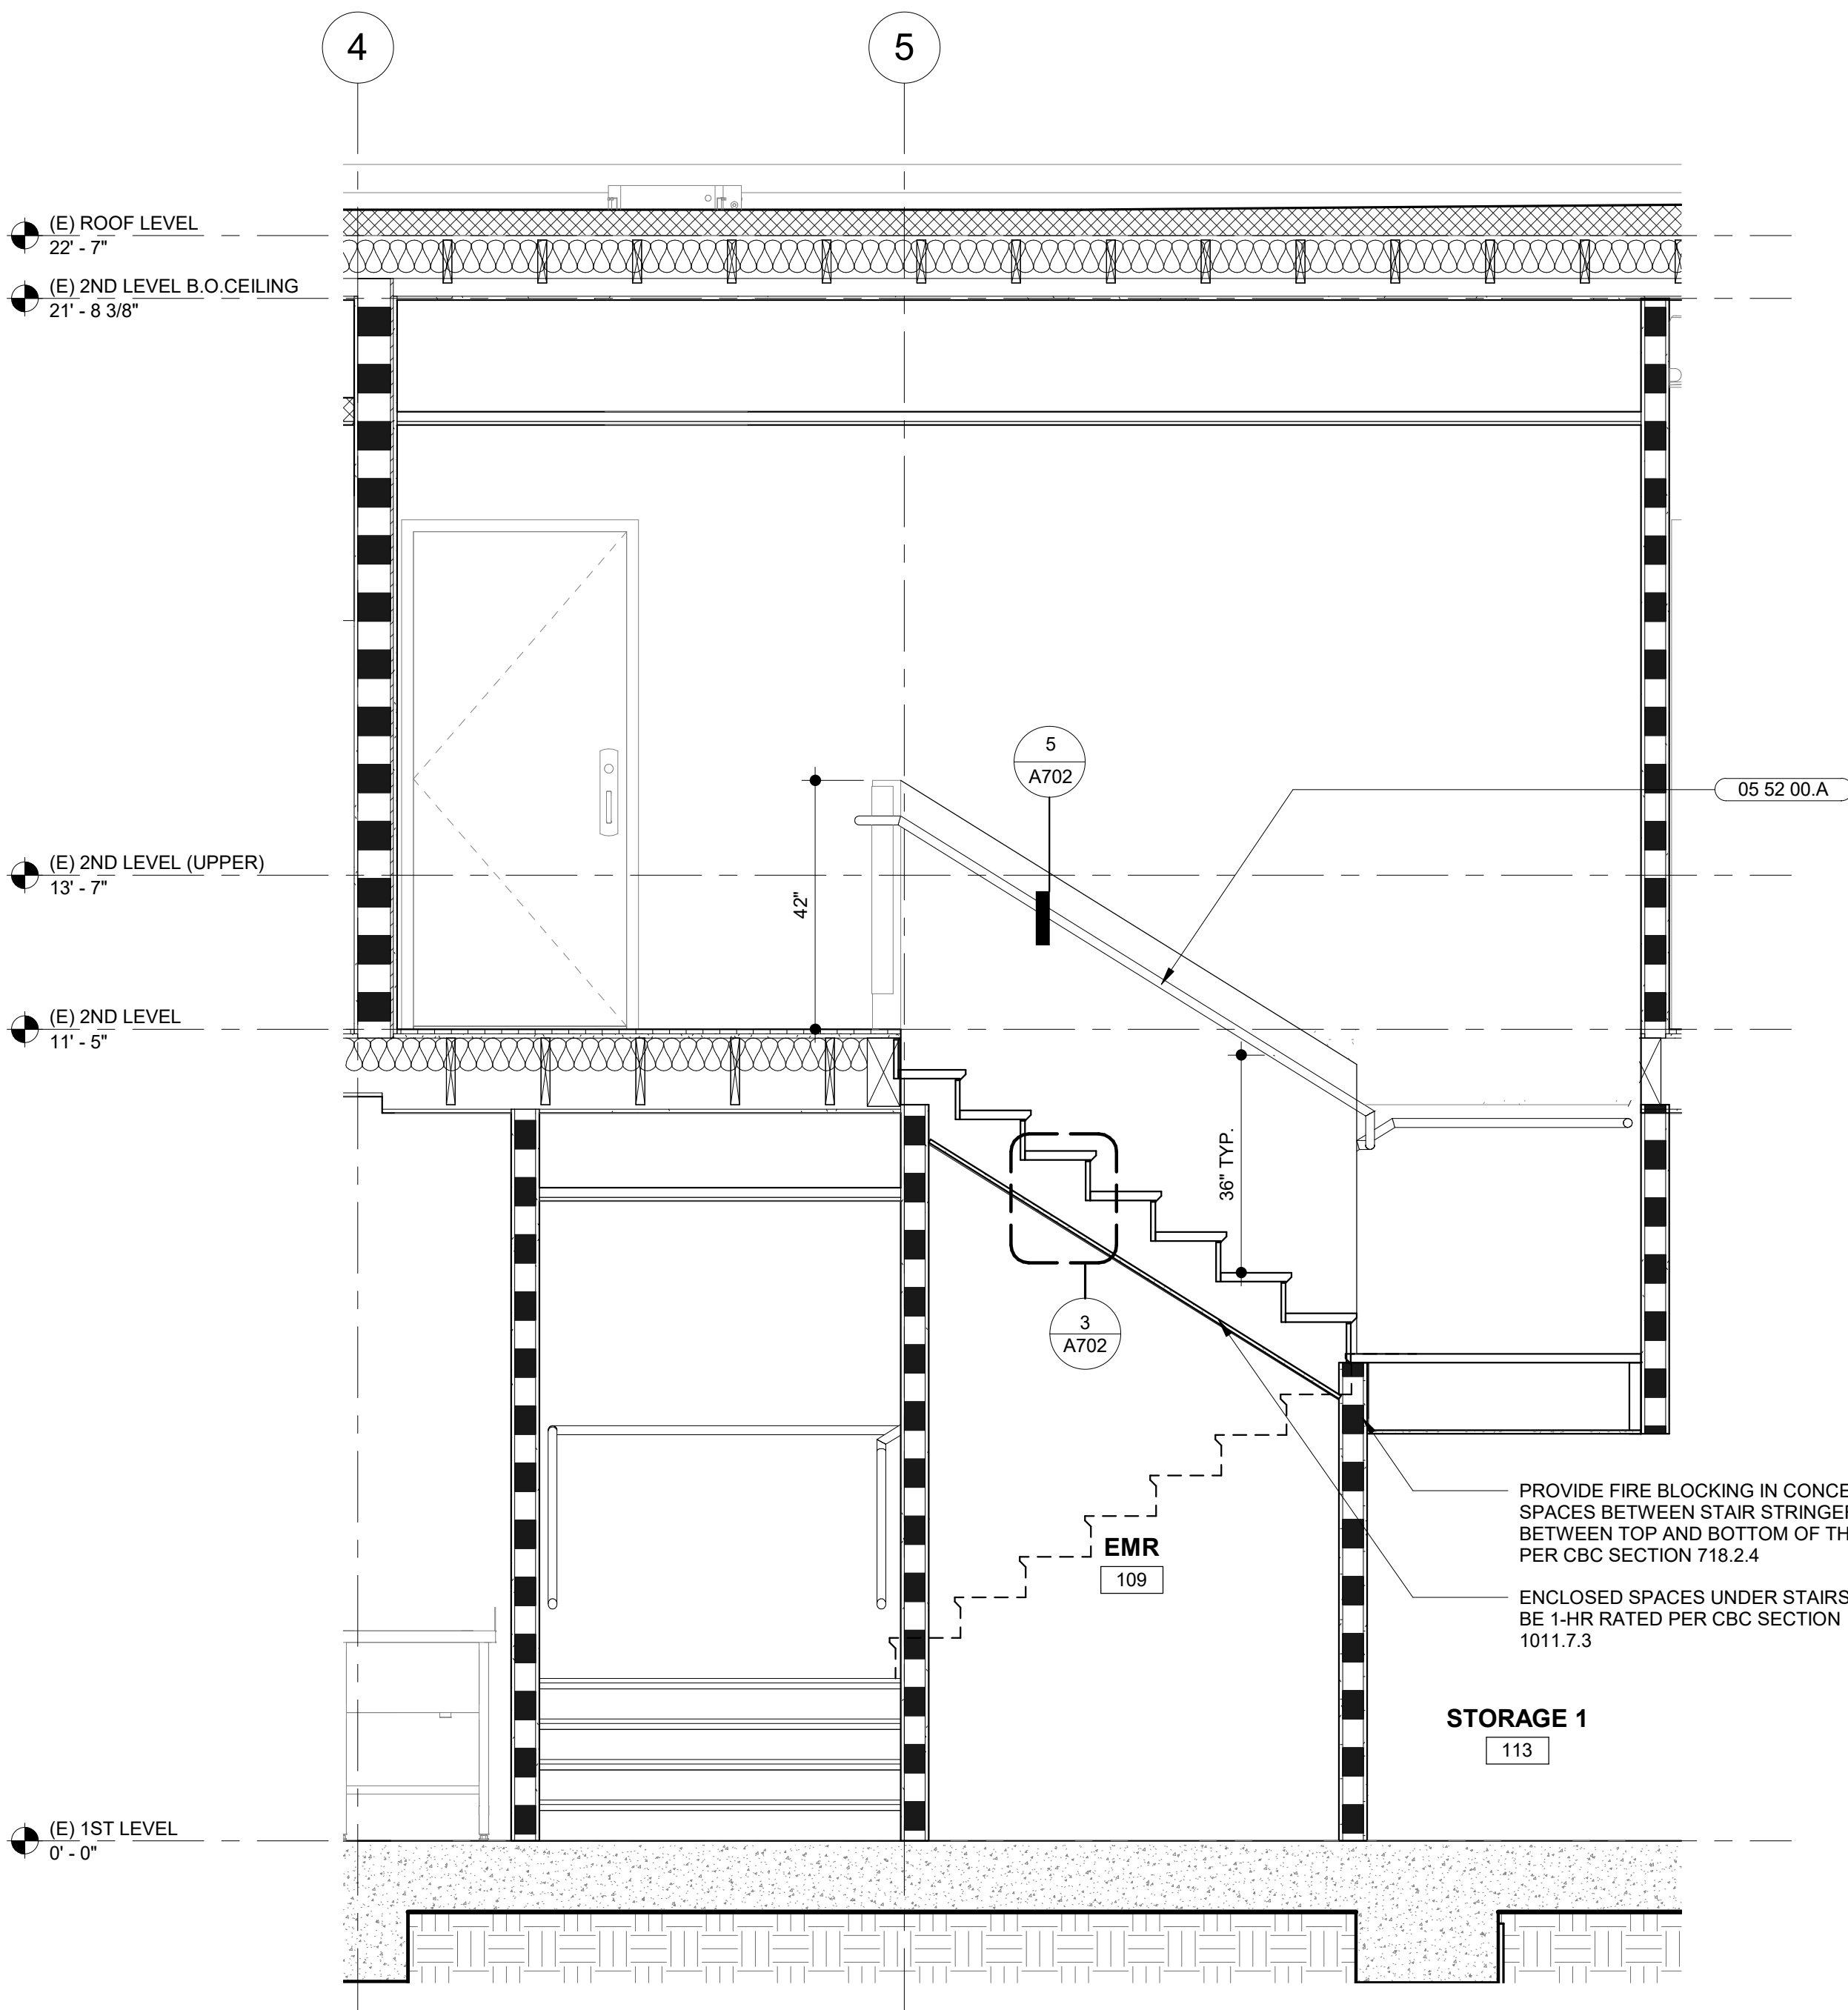 4
5
(E) ROOF LEVEL
22' - 7"
(E) 2ND LEVEL B.O.CEILING
21' - 8 3/8"
5
A702
05 52 00.A
(E) 2ND LEVEL (UPPER)
13' - 7"
42"
(E) 2ND LEVEL
11' - 5"
36" TYP.
3
A702
PROVIDE FIRE BLOCKING IN CONCE
SPACES BETWEEN STAIR STRINGER
BETWEEN TOP AND BOTTOM OF TH
PER CBC SECTION 718.2.4
EMR
109
ENCLOSED SPACES UNDER STAIRS
BE 1-HR RATED PER CBC SECTION
1011.7.3
STORAGE 1
113
(E) 1ST LEVEL
0' - 0"